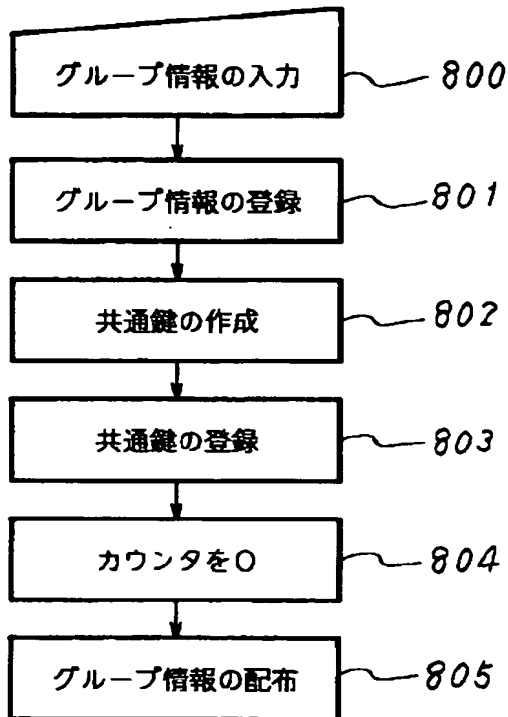 グループ情報の入力 800
グループ情報の登録 801
共通鍵の作成 802
共通鍵の登録 803
カウンタを0 804
グループ情報の配布 805